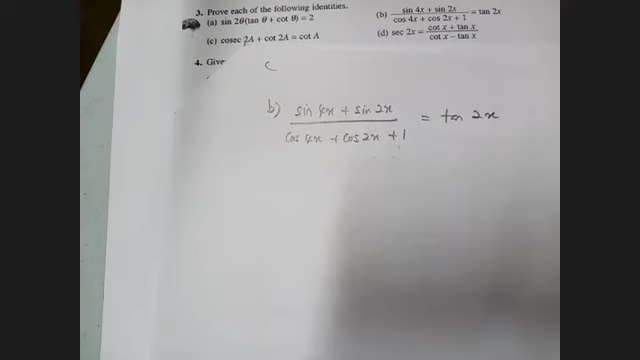 3. Prove each of the following identities.
(a) sin 2θ(tan θ + cot θ) = 2
(b) sin 4x + sin 2x / cos 4x + cos 2x + 1 = tan 2x
(c) cosec 2A + cot 2A = cot A
(d) sec 2x = cot x + tan x / cot x − tan x
4. Give
b) sin 4x + sin 2x / cos 4x + cos 2x + 1 = tan 2x